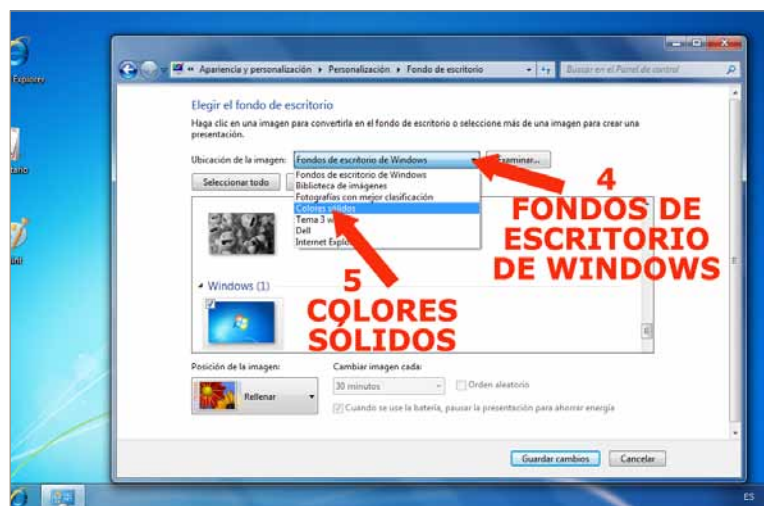 Explorer
Apariencia y personalización
Personalización
Fondo de escritorio
Buscar en el Panel de control
Elegir el fondo de escritorio
Haga clic en una imagen para convertirla en el fondo de escritorio o seleccione más de una imagen para crear una
presentación.
Ubicación de la imagen:
Fondos de escritorio de Windows
Examinar...
Seleccionar todo
Fondos de escritorio de Windows
Biblioteca de imágenes
Fotografías con mejor clasificación
Colores sólidos
Tema 3 w
Dell
Internet Explo
4
FONDOS DE
ESCRITORIO
DE WINDOWS
Windows (1)
5
COLORES
SÓLIDOS
Posición de la imagen:
Cambiar imagen cada:
Rellenar
30 minutos
Orden aleatorio
Cuando se use la batería, pausar la presentación para ahorrar energía
Guardar cambios
Cancelar
ES